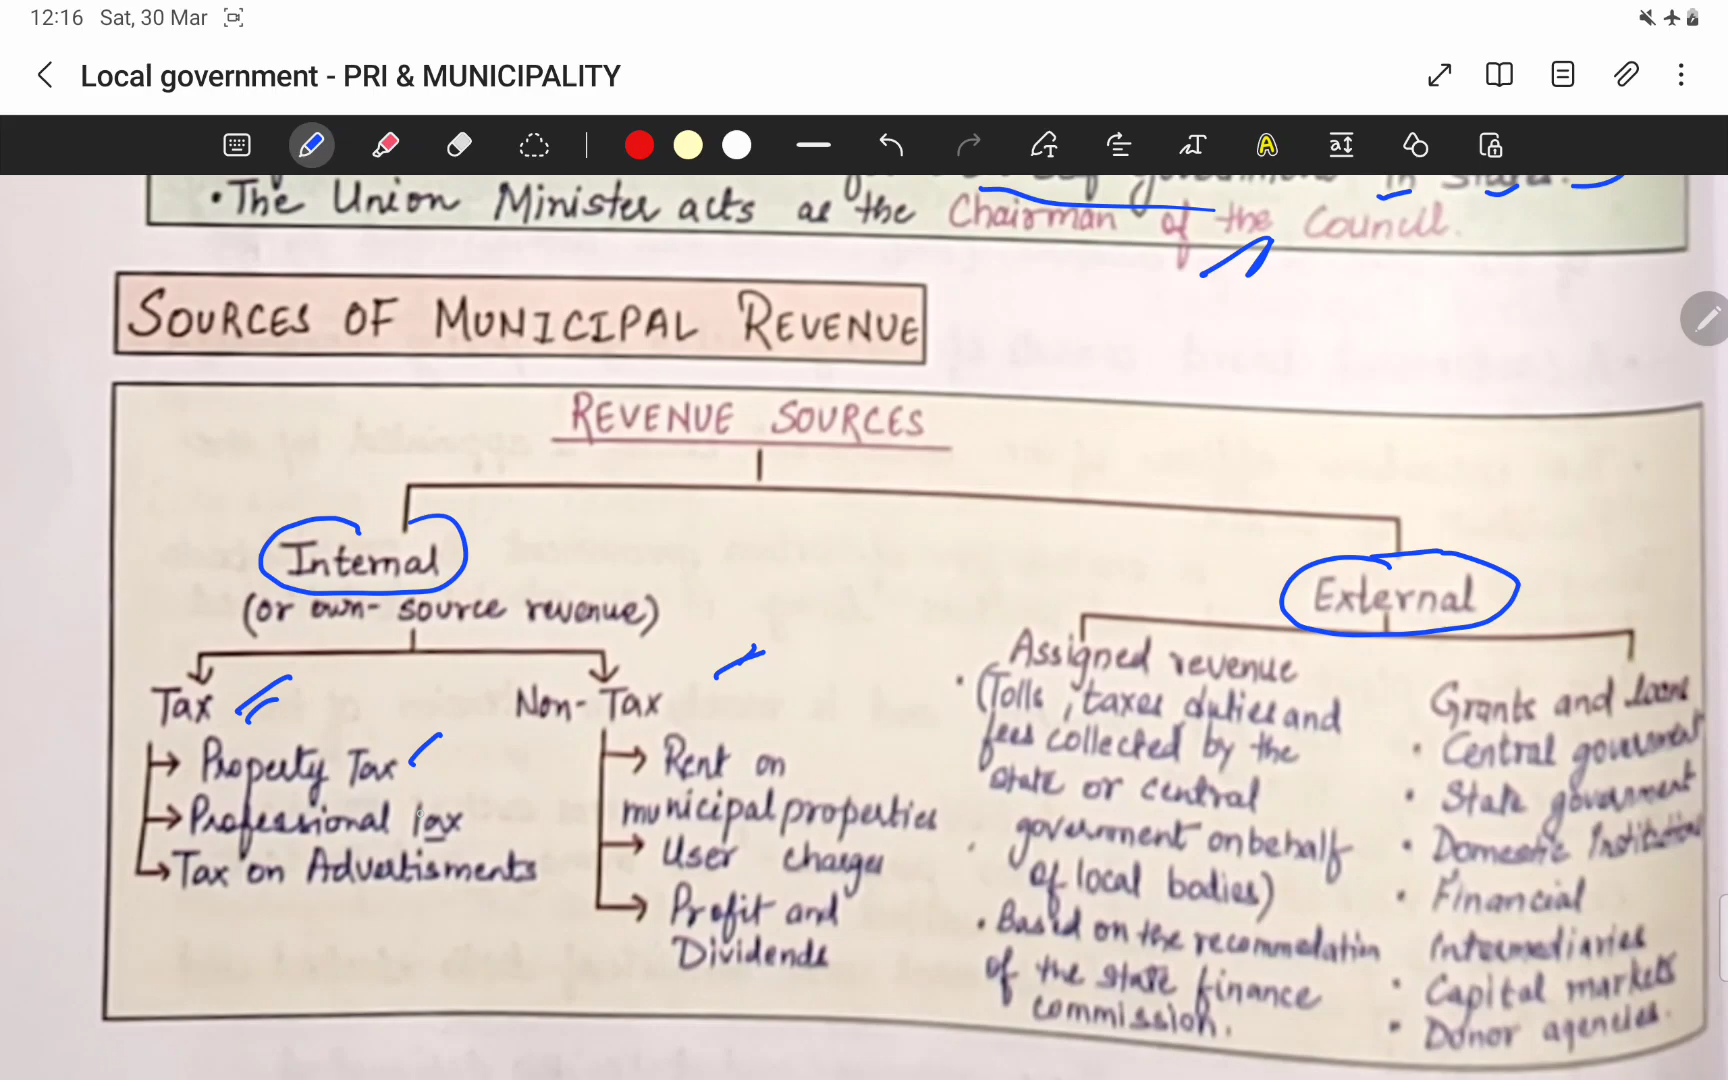 12:16 Sat, 30 Mar
Local government - PRI & MUNICIPALITY
• The Union Minister acts as the Chairman of the Council.
SOURCES OF MUNICIPAL REVENUE
REVENUE SOURCES
Internal
(or own-source revenue)
Tax
Property Tax
Professional Tax
Tax on Advertisments
Non-Tax
Rent on
municipal properties
User charges
Profit and
Dividends
External
Assigned revenue
• (Tolls, taxes duties and
fees collected by the
state or central
government on behalf
of local bodies)
• Based on the recommedation
of the state finance
commission.
Grants and loans
• Central government
• State government
• Domestic Institution
• Financial
Intermediaries
• Capital markets
• Donor agencies.